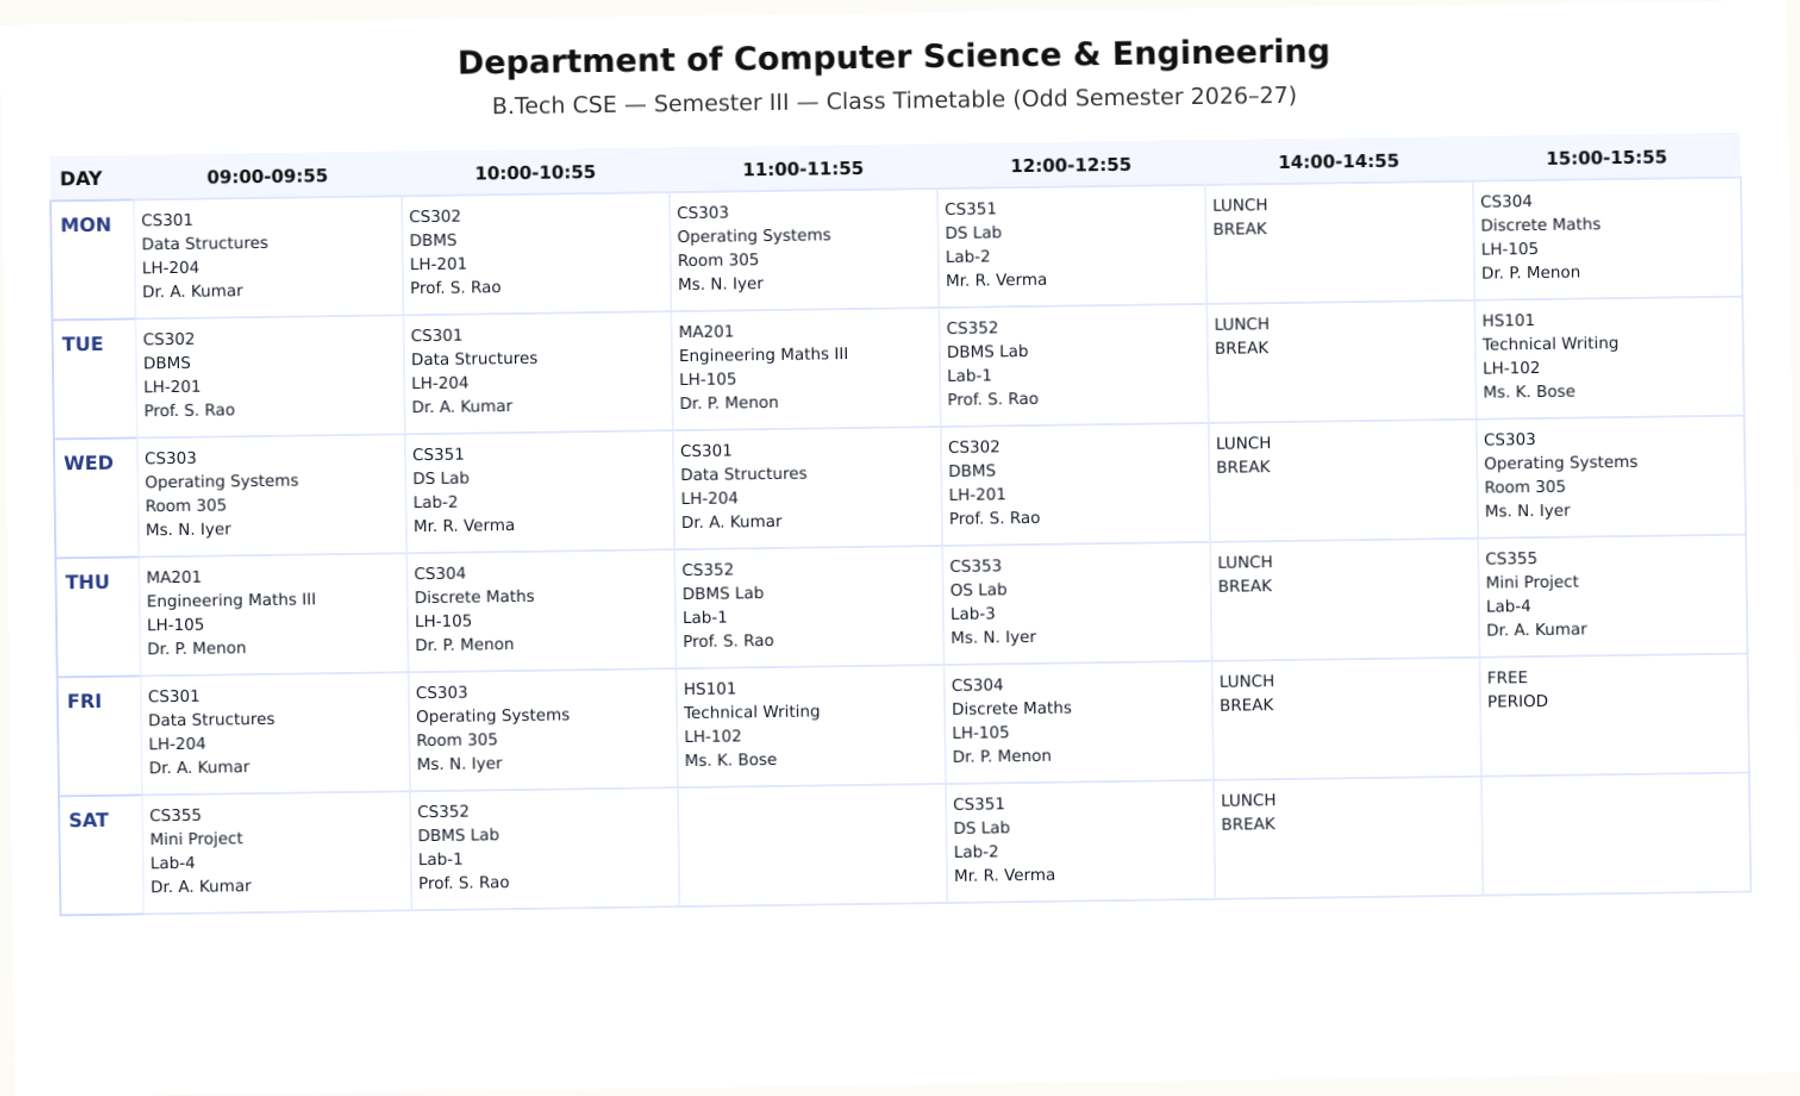 Department of Computer Science & Engineering
B.Tech CSE — Semester III — Class Timetable (Odd Semester 2026–27)
DAY 09:00-09:55 10:00-10:55 11:00-11:55 12:00-12:55 14:00-14:55 15:00-15:55
MON
CS301
Data Structures
LH-204
Dr. A. Kumar
CS302
DBMS
LH-201
Prof. S. Rao
CS303
Operating Systems
Room 305
Ms. N. Iyer
CS351
DS Lab
Lab-2
Mr. R. Verma
LUNCH
BREAK
CS304
Discrete Maths
LH-105
Dr. P. Menon
TUE
CS302
DBMS
LH-201
Prof. S. Rao
CS301
Data Structures
LH-204
Dr. A. Kumar
MA201
Engineering Maths III
LH-105
Dr. P. Menon
CS352
DBMS Lab
Lab-1
Prof. S. Rao
LUNCH
BREAK
HS101
Technical Writing
LH-102
Ms. K. Bose
WED
CS303
Operating Systems
Room 305
Ms. N. Iyer
CS351
DS Lab
Lab-2
Mr. R. Verma
CS301
Data Structures
LH-204
Dr. A. Kumar
CS302
DBMS
LH-201
Prof. S. Rao
LUNCH
BREAK
CS303
Operating Systems
Room 305
Ms. N. Iyer
THU
MA201
Engineering Maths III
LH-105
Dr. P. Menon
CS304
Discrete Maths
LH-105
Dr. P. Menon
CS352
DBMS Lab
Lab-1
Prof. S. Rao
CS353
OS Lab
Lab-3
Ms. N. Iyer
LUNCH
BREAK
CS355
Mini Project
Lab-4
Dr. A. Kumar
FRI
CS301
Data Structures
LH-204
Dr. A. Kumar
CS303
Operating Systems
Room 305
Ms. N. Iyer
HS101
Technical Writing
LH-102
Ms. K. Bose
CS304
Discrete Maths
LH-105
Dr. P. Menon
LUNCH
BREAK
FREE
PERIOD
SAT
CS355
Mini Project
Lab-4
Dr. A. Kumar
CS352
DBMS Lab
Lab-1
Prof. S. Rao
CS351
DS Lab
Lab-2
Mr. R. Verma
LUNCH
BREAK